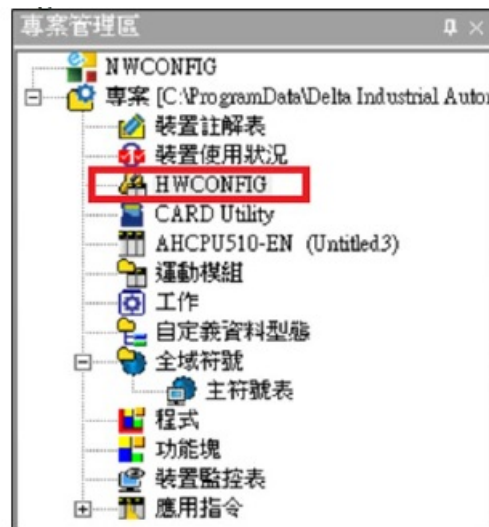 專案管理區
NWCONFIG
專案 [C:\ProgramData\Delta Industrial Autor
裝置註解表
裝置使用狀況
HWCONFIG
CARD Utility
AHCPU510-EN (Untitled3)
運動模組
工作
自定義資料型態
全域符號
主符號表
程式
功能塊
裝置監控表
應用指令